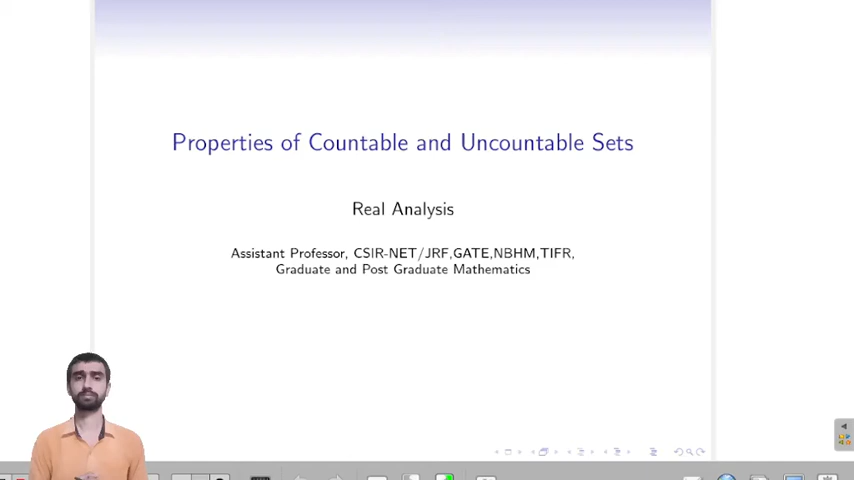 Properties of Countable and Uncountable Sets
Real Analysis
Assistant Professor, CSIR-NET/JRF,GATE,NBHM,TIFR,
Graduate and Post Graduate Mathematics